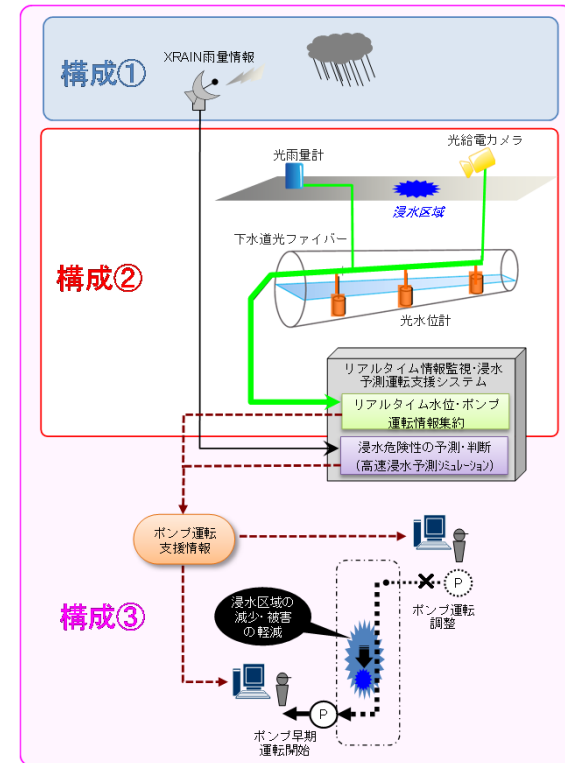 構成①
XRAIN雨量情報
構成②
光雨量計
光給電カメラ
浸水区域
下水道光ファイバー
光水位計
リアルタイム情報監視・浸水
予測運転支援システム
リアルタイム水位・ポンプ
運転情報集約
浸水危険性の予測・判断
(高速浸水予測シミュレーション)
構成③
ポンプ運転
支援情報
P
ポンプ運転
調整
浸水区域の
減少・被害
の軽減
P
ポンプ早期
運転開始